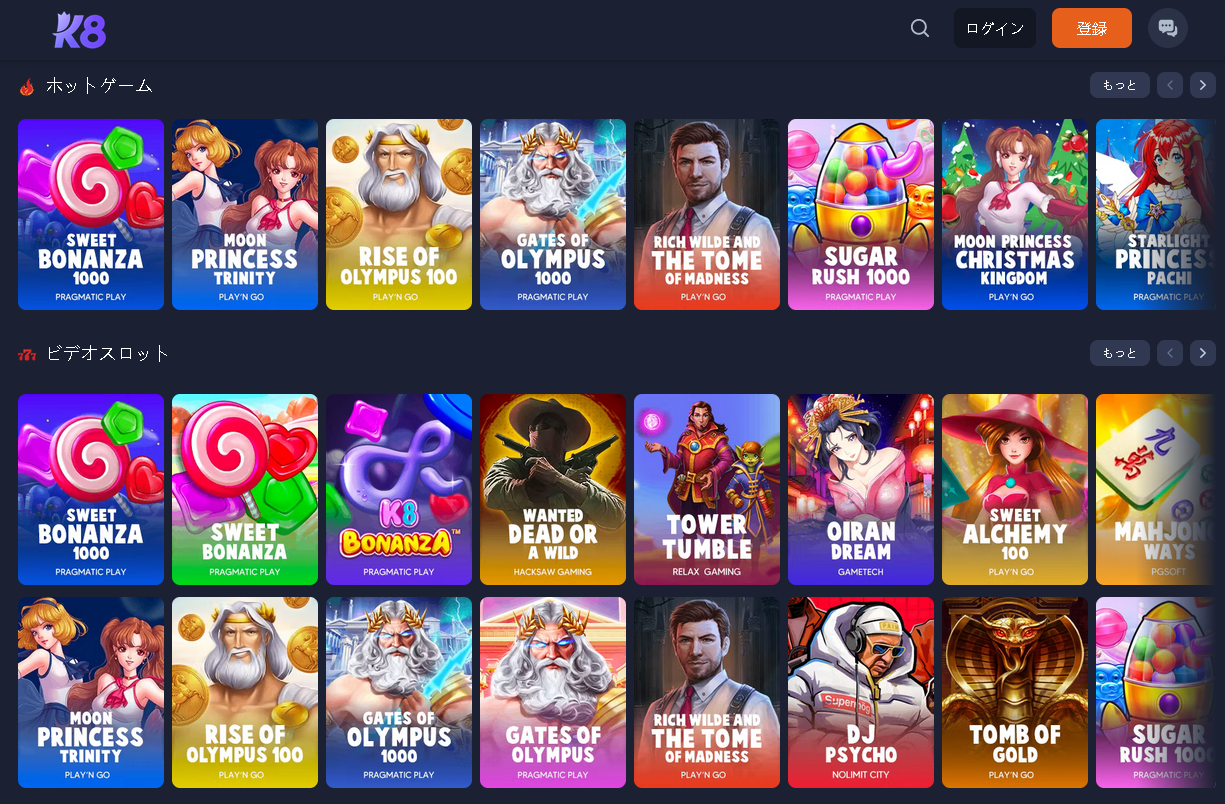 K8
ログイン
登録
ホットゲーム
もっと
SWEET
BONANZA
1000
PRAGMATIC PLAY
MOON
PRINCESS
TRINITY
PLAY'N GO
RISE OF
OLYMPUS 100
PLAY'N GO
GATES OF
OLYMPUS
1000
PRAGMATIC PLAY
RICH WILDE AND
THE TOME
OF MADNESS
PLAY'N GO
SUGAR
RUSH 1000
PRAGMATIC PLAY
MOON PRINCESS
CHRISTMAS
KINGDOM
PLAY'N GO
STARLIGHT
PRINCESS
PACHI
PRAGMATIC PLAY
777
ビデオスロット
もっと
SWEET
BONANZA
1000
PRAGMATIC PLAY
SWEET
BONANZA
PRAGMATIC PLAY
K8
BONANZA™
PRAGMATIC PLAY
WANTED
DEAD OR
A WILD
HACKSAW GAMING
TOWER
TUMBLE
RELAX GAMING
OIRAN
DREAM
GAMETECH
SWEET
ALCHEMY
100
PLAY'N GO
MAHJONG
WAYS
PGSOFT
MOON
PRINCESS
TRINITY
PLAY'N GO
RISE OF
OLYMPUS 100
PLAY'N GO
GATES OF
OLYMPUS
1000
PRAGMATIC PLAY
GATES OF
OLYMPUS
PRAGMATIC PLAY
RICH WILDE AND
THE TOME
OF MADNESS
PLAY'N GO
PAIN
Supenhog
DJ
PSYCHO
NOLIMIT CITY
TOMB OF
GOLD
PLAY'N GO
SUGAR
RUSH 1000
PRAGMATIC PLAY